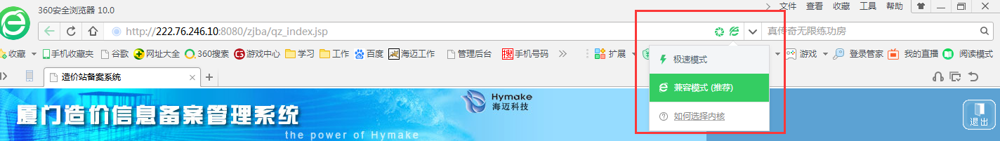 360安全浏览器 10.0
文件 查看 收藏 工具 帮助
http://222.76.246.10:8080/zjba/qz_index.jsp
真传奇无限练功房
收藏 手机收藏夹 谷歌 网址大全 360搜索 游戏中心 学习 工作 百度 海迈工作 管理后台 搜 手机号码 扩展 游戏 登录管家 我的直播 阅读模式
极速模式
造价站备案系统
兼容模式 (推荐)
Hymake
海迈科技
厦门造价信息备案管理系统
如何选择内核
the power of Hymake
退出